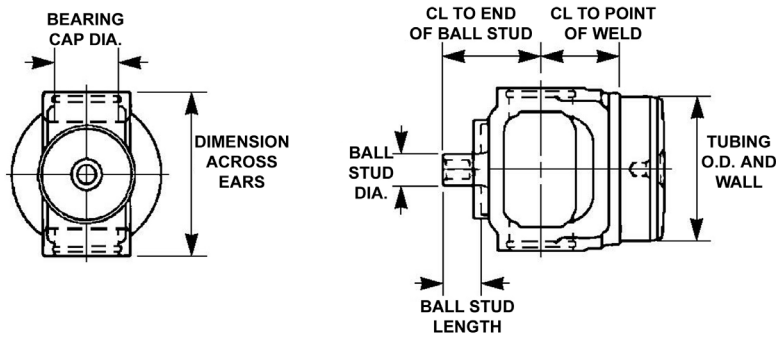 BEARING
CAP DIA.
DIMENSION
ACROSS
EARS
CL TO END
OF BALL STUD
CL TO POINT
OF WELD
BALL
STUD
DIA.
TUBING
O.D. AND
WALL
BALL STUD
LENGTH